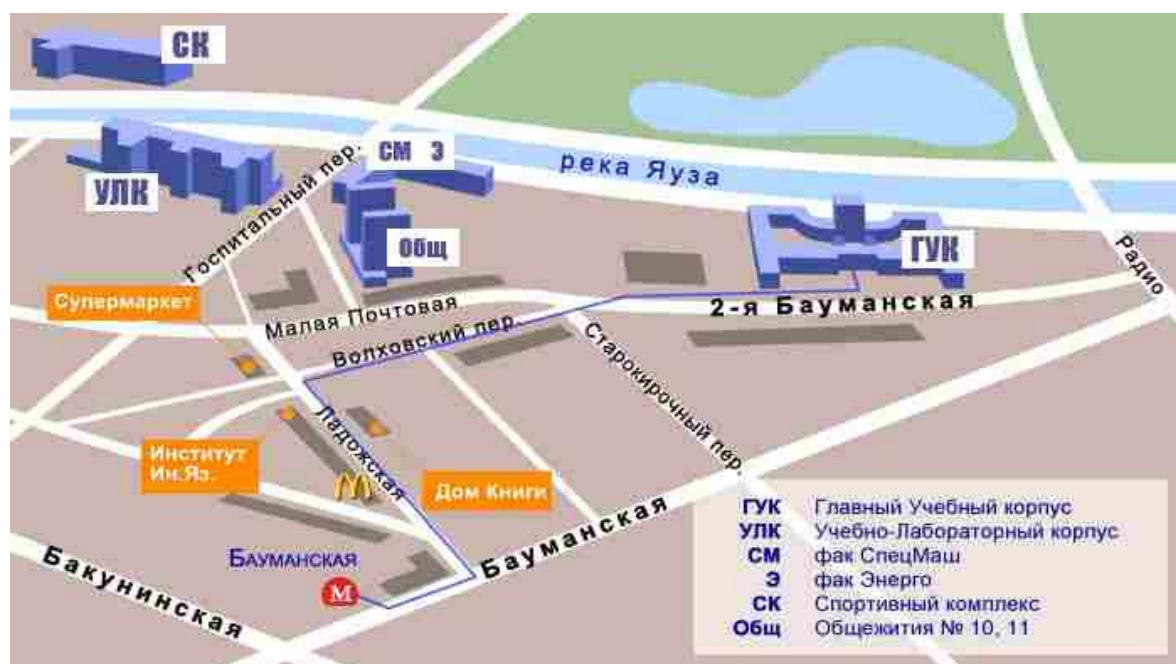 СК
СМ Э
река Яуза
УЛК
Госпитальный пер.
Общ
ГУК
Радио
Супермаркет
Малая Почтовая
2-я Бауманская
Волховский пер.
Старокирочный пер.
Ладожская
Институт
Ин.Яз.
Дом Книги
Бауманская
Бауманская
М
Бакунинская
ГУК Главный Учебный корпус
УЛК Учебно-Лабораторный корпус
СМ фак СпецМаш
Э фак Энерго
СК Спортивный комплекс
Общ Общежития № 10, 11